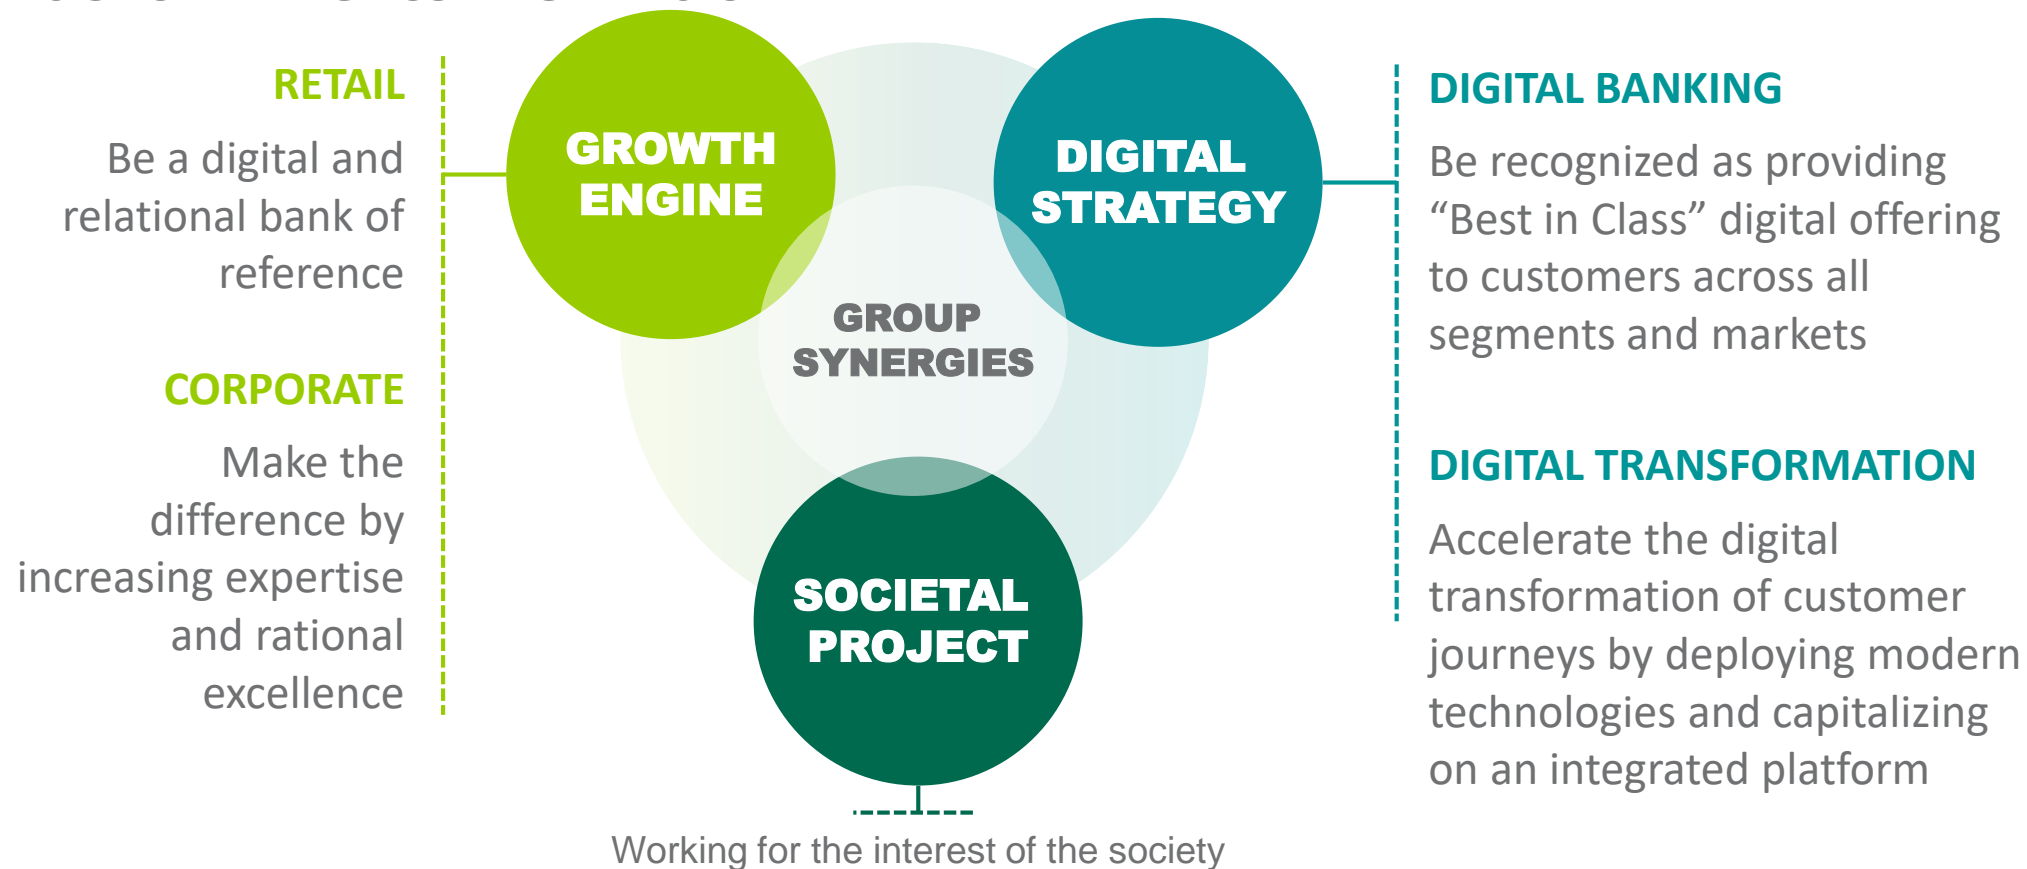 RETAIL
Be a digital and
relational bank of
reference
CORPORATE
Make the
difference by
increasing expertise
and rational
excellence
GROWTH
ENGINE
DIGITAL
STRATEGY
GROUP
SYNERGIES
SOCIETAL
PROJECT
Working for the interest of the society
DIGITAL BANKING
Be recognized as providing
“Best in Class” digital offering
to customers across all
segments and markets
DIGITAL TRANSFORMATION
Accelerate the digital
transformation of customer
journeys by deploying modern
technologies and capitalizing
on an integrated platform